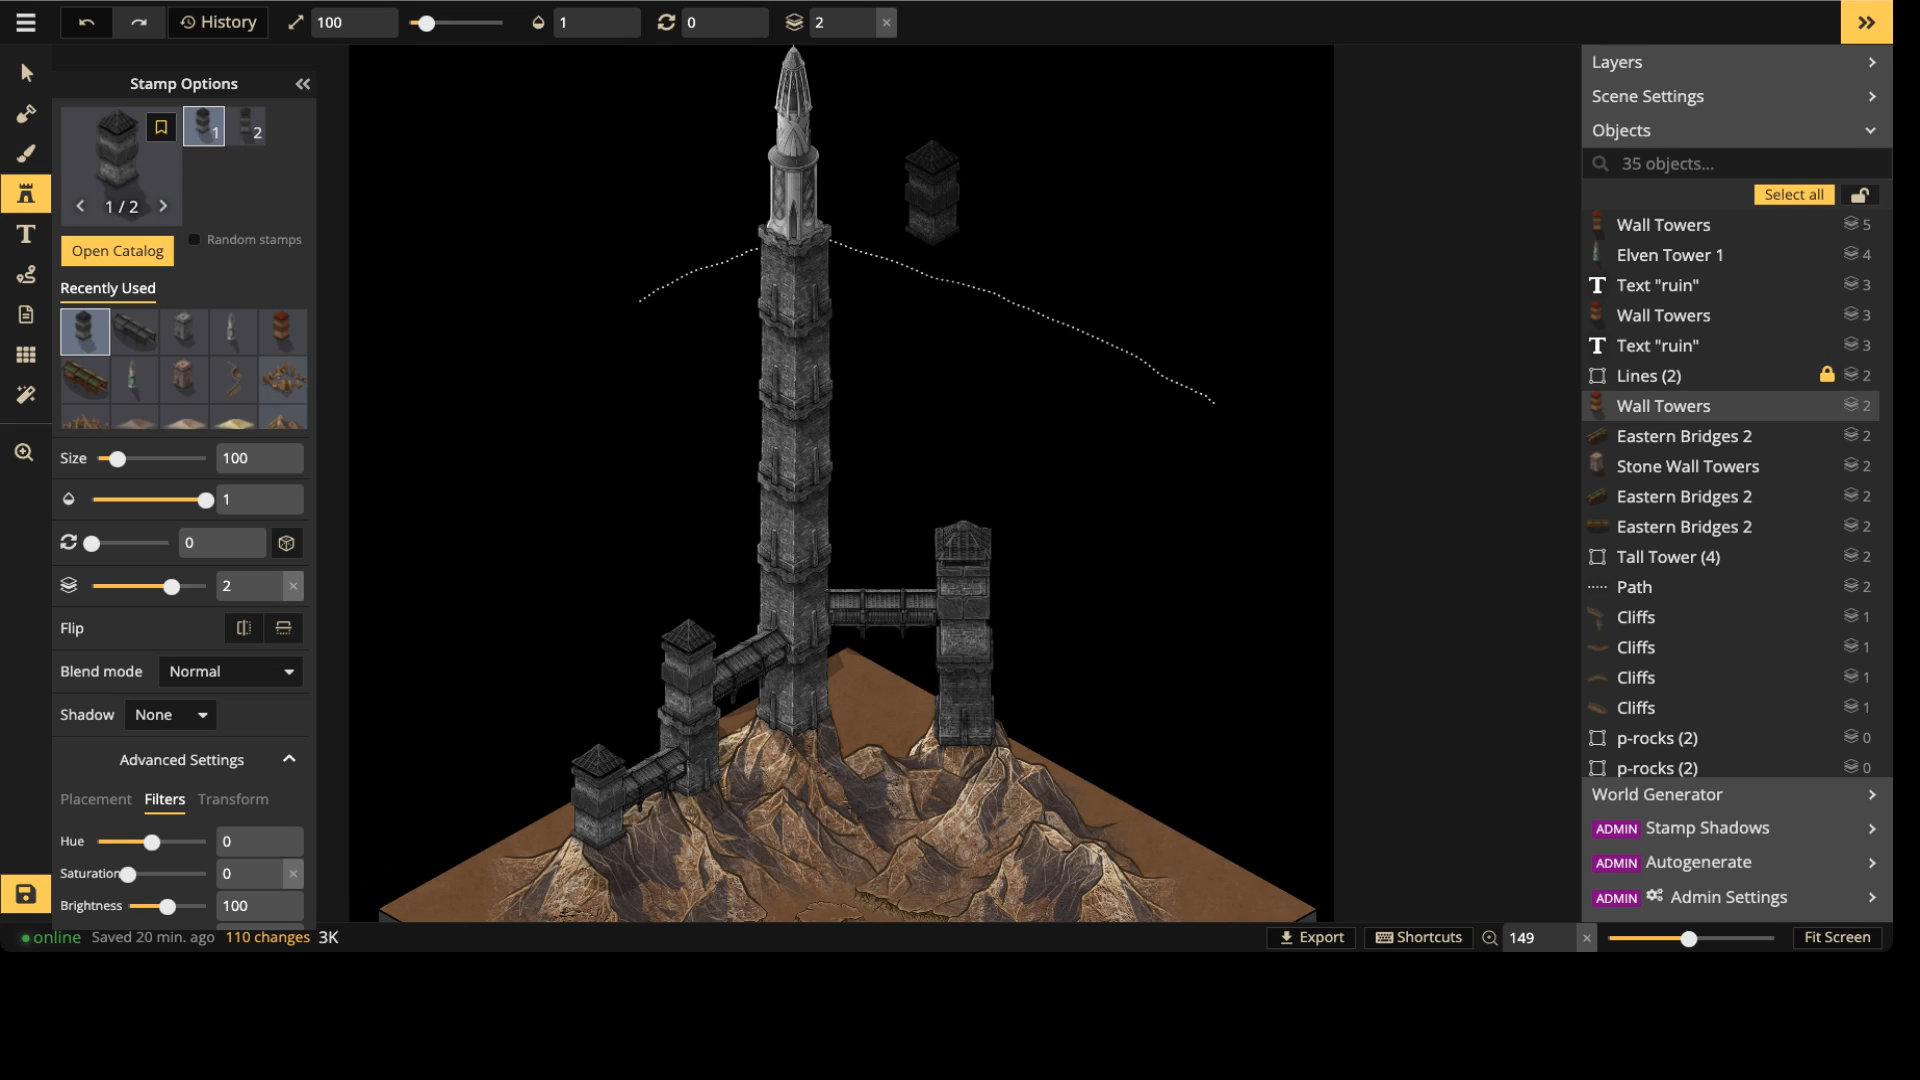 History
100
1
0
2
×
Stamp Options
1
2
1 / 2
Open Catalog
Random stamps
Recently Used
Size
100
1
0
2
×
Flip
Blend mode
Normal
Shadow
None
Advanced Settings
Placement
Filters
Transform
Hue
0
Saturation
0
×
Brightness
100
Layers
Scene Settings
Objects
35 objects...
Select all
Wall Towers 5
Elven Tower 1 4
T Text "ruin" 3
Wall Towers 3
T Text "ruin" 3
Lines (2) 2
Wall Towers 2
Eastern Bridges 2 2
Stone Wall Towers 2
Eastern Bridges 2 2
Eastern Bridges 2 2
Tall Tower (4) 2
Path 2
Cliffs 1
Cliffs 1
Cliffs 1
Cliffs 1
p-rocks (2) 0
p-rocks (2) 0
World Generator
ADMIN Stamp Shadows
ADMIN Autogenerate
ADMIN Admin Settings
online Saved 20 min. ago 110 changes 3K
Export
Shortcuts
149
×
Fit Screen